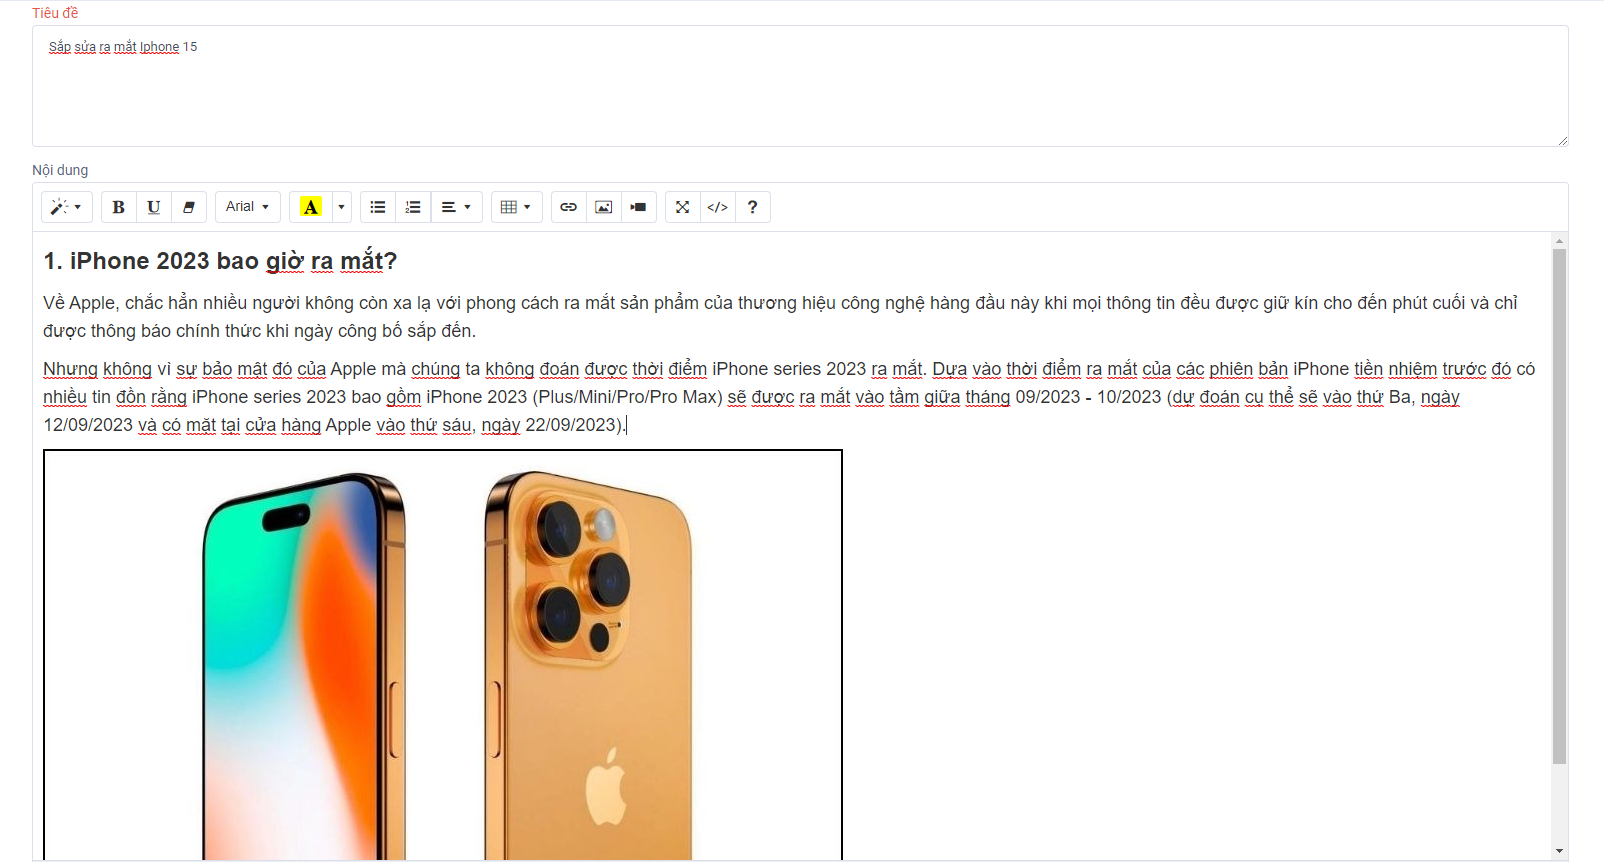 Tiêu đề
Sắp sửa ra mắt Iphone 15
Nội dung
B U Arial A </> ?
1. iPhone 2023 bao giờ ra mắt?
Về Apple, chắc hẳn nhiều người không còn xa lạ với phong cách ra mắt sản phẩm của thương hiệu công nghệ hàng đầu này khi mọi thông tin đều được giữ kín cho đến phút cuối và chỉ
được thông báo chính thức khi ngày công bố sắp đến.
Nhưng không vì sự bảo mật đó của Apple mà chúng ta không đoán được thời điểm iPhone series 2023 ra mắt. Dựa vào thời điểm ra mắt của các phiên bản iPhone tiền nhiệm trước đó có
nhiều tin đồn rằng iPhone series 2023 bao gồm iPhone 2023 (Plus/Mini/Pro/Pro Max) sẽ được ra mắt vào tầm giữa tháng 09/2023 - 10/2023 (dự đoán cụ thể sẽ vào thứ Ba, ngày
12/09/2023 và có mặt tại cửa hàng Apple vào thứ sáu, ngày 22/09/2023).